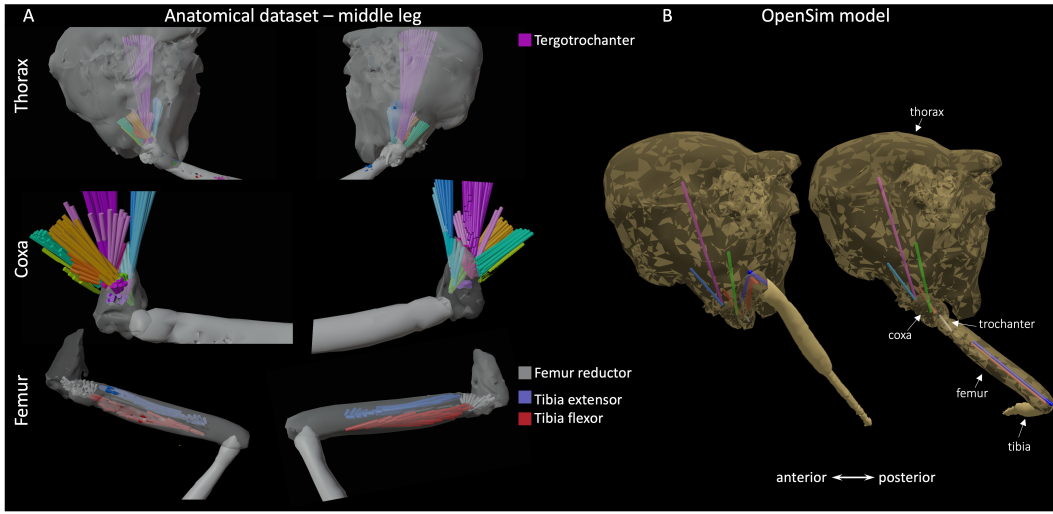 A
Anatomical dataset – middle leg
Thorax
Tergotrochanter
Coxa
Femur
Femur reductor
Tibia extensor
Tibia flexor
B
OpenSim model
thorax
coxa
trochanter
femur
tibia
anterior
posterior